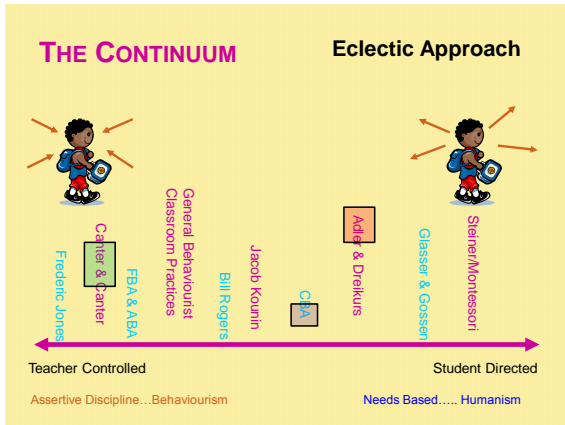 THE CONTINUUM
Eclectic Approach
Frederic Jones
Canter & Canter
FBA & ABA
General Behaviourist
Classroom Practices
Bill Rogers
Jacob Kounin
CBA
Adler & Dreikurs
Glasser & Gossen
Steiner/Montessori
Teacher Controlled
Student Directed
Assertive Discipline…Behaviourism
Needs Based….. Humanism